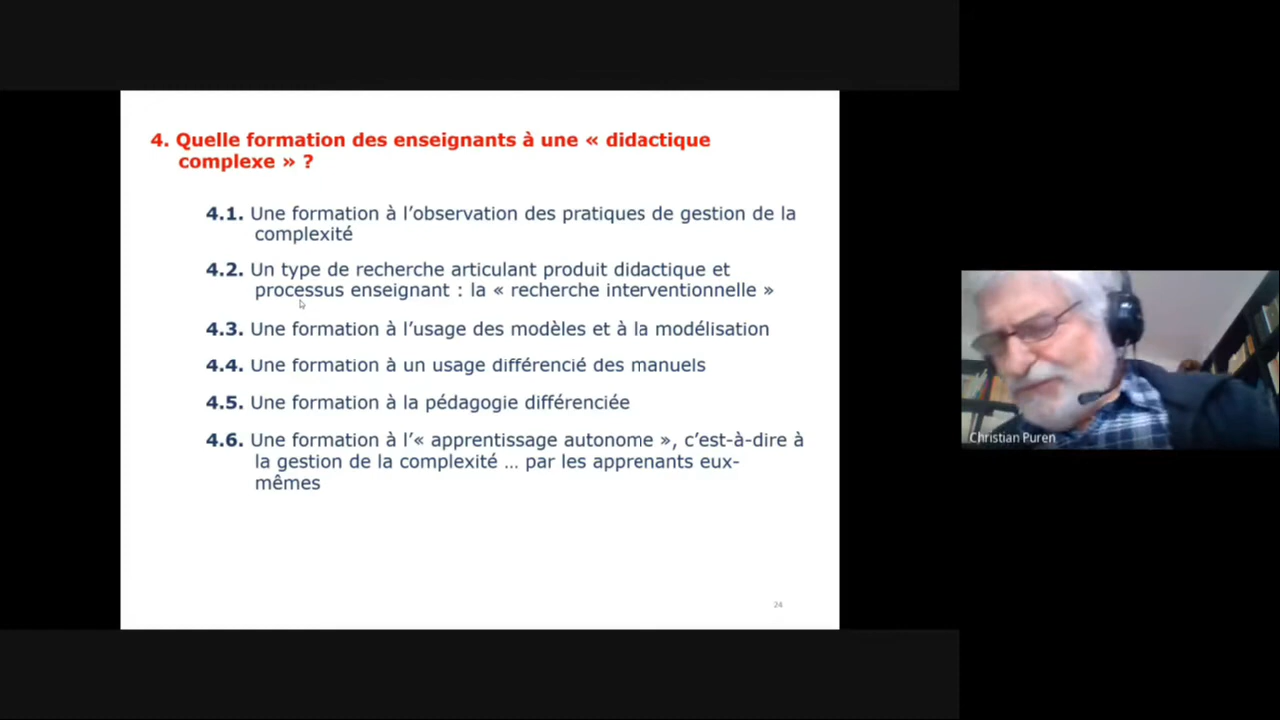 4. Quelle formation des enseignants à une « didactique
complexe » ?
4.1. Une formation à l’observation des pratiques de gestion de la
complexité
4.2. Un type de recherche articulant produit didactique et
processus enseignant : la « recherche interventionnelle »
4.3. Une formation à l’usage des modèles et à la modélisation
4.4. Une formation à un usage différencié des manuels
4.5. Une formation à la pédagogie différenciée
4.6. Une formation à l’« apprentissage autonome », c’est-à-dire à
la gestion de la complexité … par les apprenants eux-
mêmes
24
Christian Puren